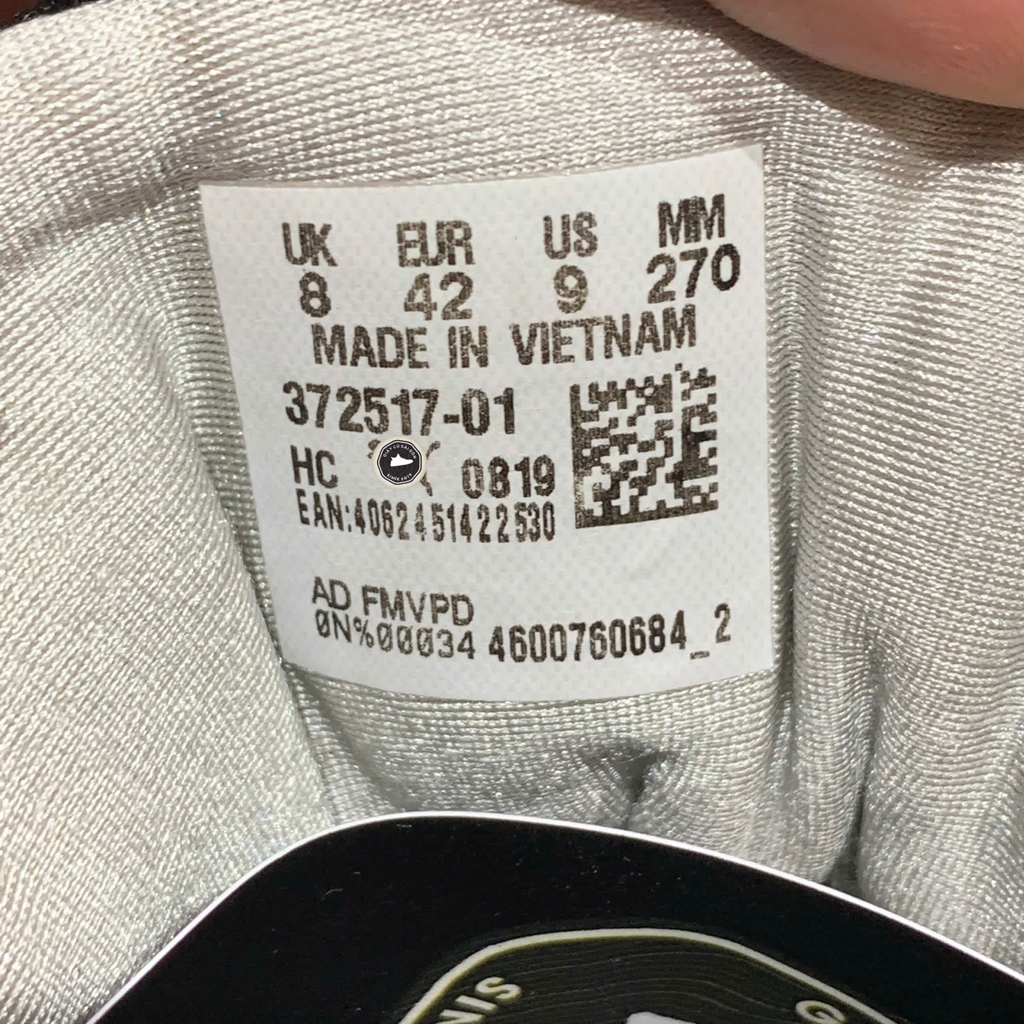 UK EUR US MM
8 42 9 270
MADE IN VIETNAM
372517-01
HC 0819
EAN:4062451422530
AD FMVPD
0N%00034 4600760684_2